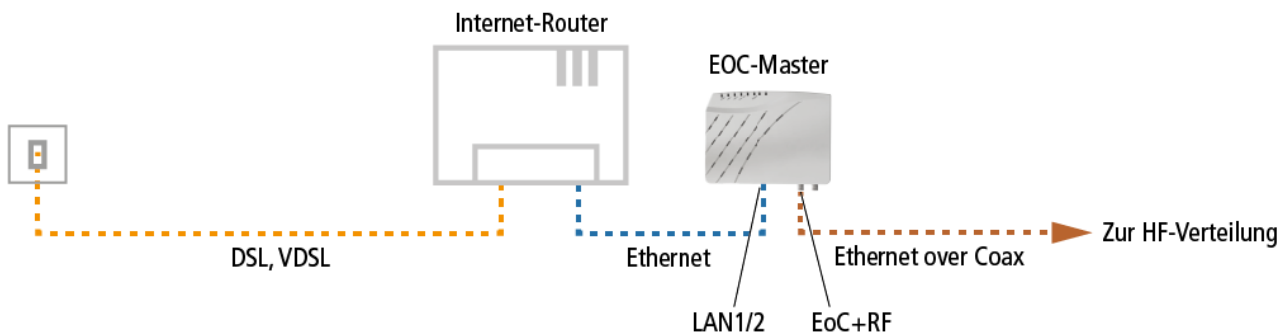 Internet-Router
EOC-Master
Zur HF-Verteilung
DSL, VDSL
Ethernet
Ethernet over Coax
LAN1/2
EoC+RF